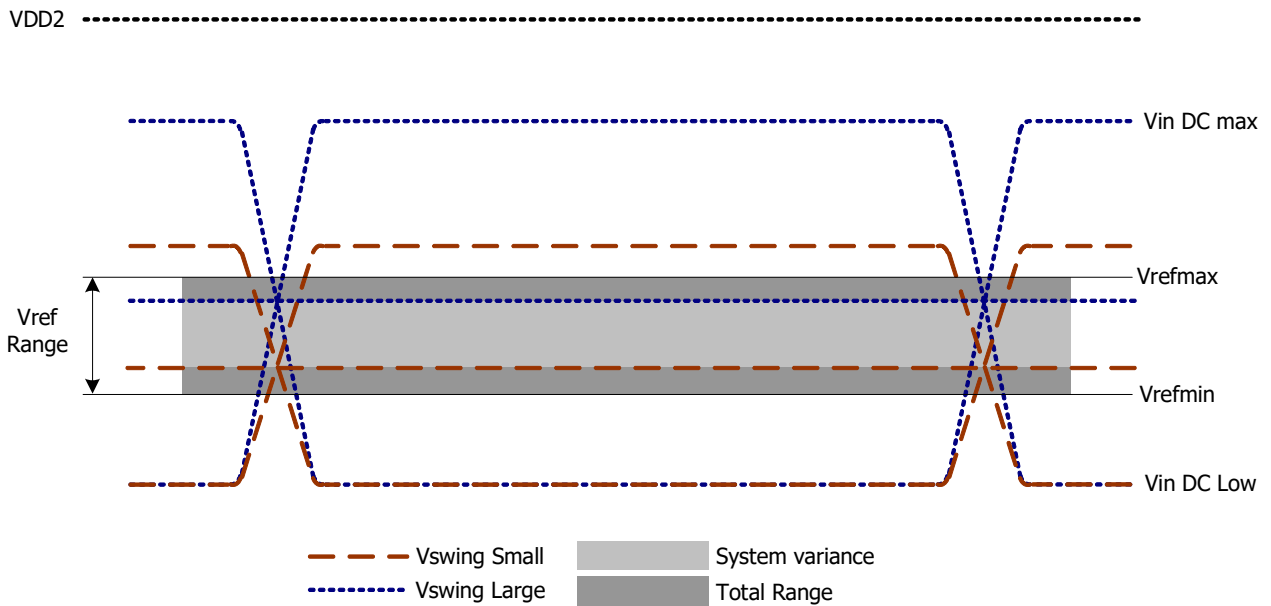 VDD2
Vin DC max
Vrefmax
Vref
Range
Vrefmin
Vin DC Low
Vswing Small
System variance
Vswing Large
Total Range